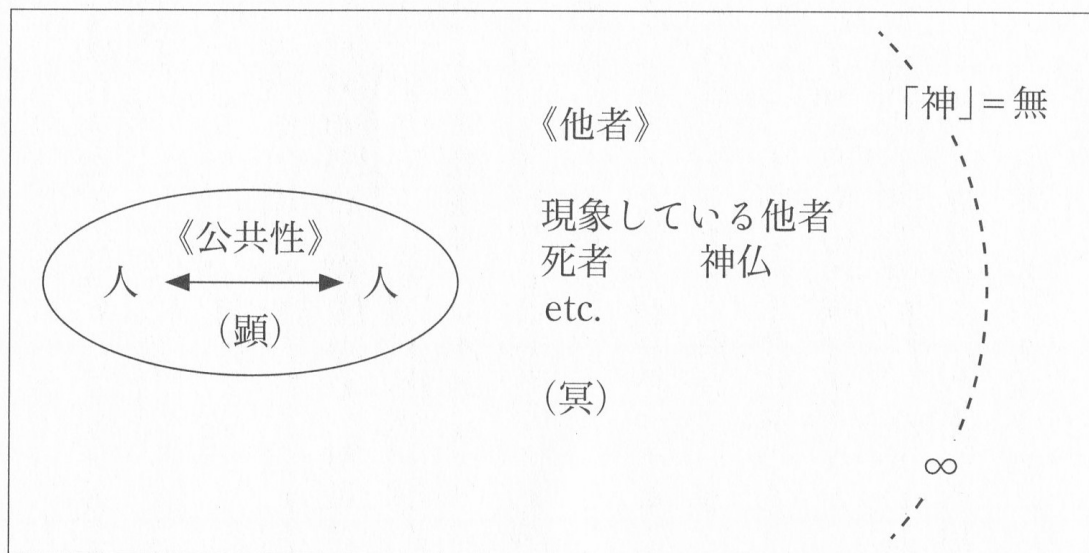 《公共性》
人 人
(顕)
《他者》
現象している他者
死者 神仏
etc.
(冥)
「神」=無
∞